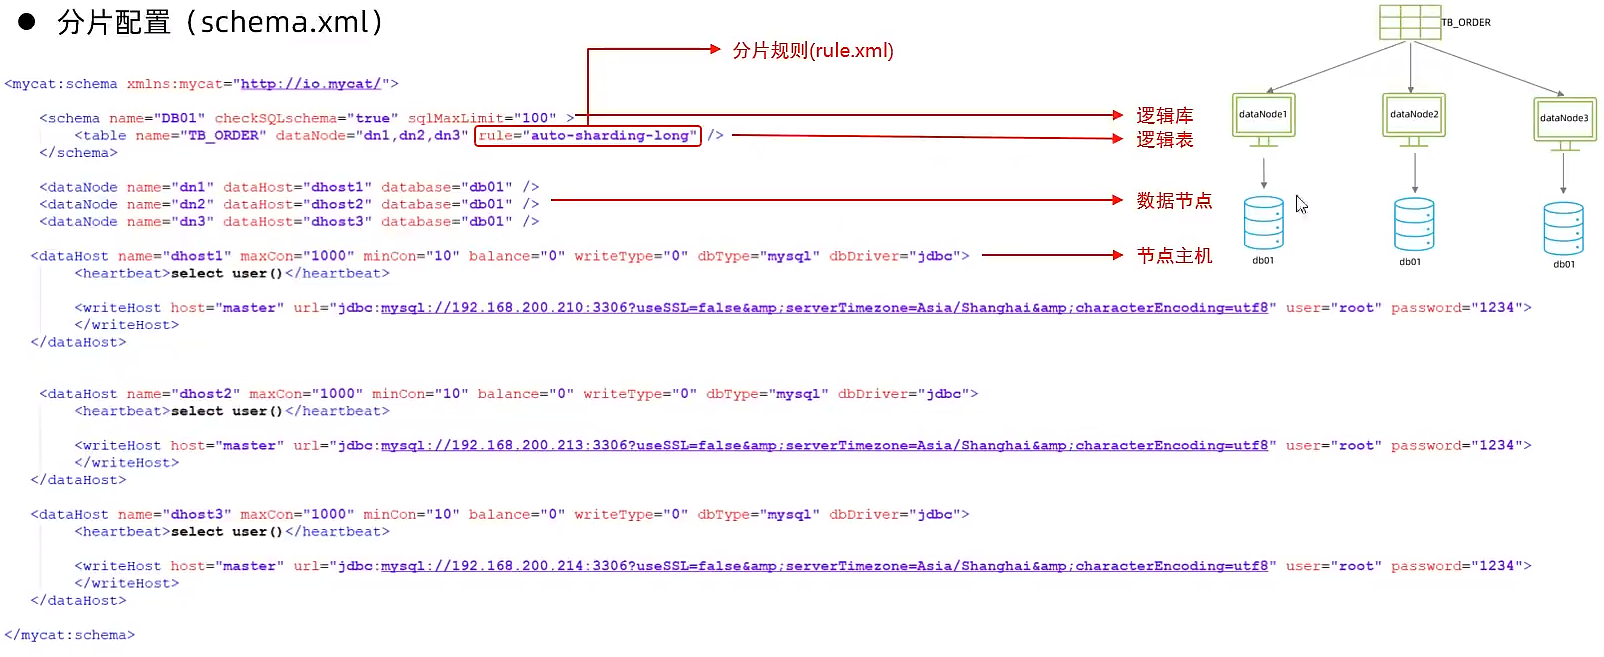 ● 分片配置（schema.xml）
分片规则(rule.xml)
<mycat:schema xmlns:mycat="http://io.mycat/">
<schema name="DB01" checkSQLschema="true" sqlMaxLimit="100" >
逻辑库
<table name="TB_ORDER" dataNode="dn1,dn2,dn3" rule="auto-sharding-long" />
逻辑表
</schema>
<dataNode name="dn1" dataHost="dhost1" database="db01" />
<dataNode name="dn2" dataHost="dhost2" database="db01" />
数据节点
<dataNode name="dn3" dataHost="dhost3" database="db01" />
<dataHost name="dhost1" maxCon="1000" minCon="10" balance="0" writeType="0" dbType="mysql" dbDriver="jdbc">
节点主机
<heartbeat>select user()</heartbeat>
<writeHost host="master" url="jdbc:mysql://192.168.200.210:3306?useSSL=false&amp;serverTimezone=Asia/Shanghai&amp;characterEncoding=utf8" user="root" password="1234">
</writeHost>
</dataHost>
<dataHost name="dhost2" maxCon="1000" minCon="10" balance="0" writeType="0" dbType="mysql" dbDriver="jdbc">
<heartbeat>select user()</heartbeat>
<writeHost host="master" url="jdbc:mysql://192.168.200.213:3306?useSSL=false&amp;serverTimezone=Asia/Shanghai&amp;characterEncoding=utf8" user="root" password="1234">
</writeHost>
</dataHost>
<dataHost name="dhost3" maxCon="1000" minCon="10" balance="0" writeType="0" dbType="mysql" dbDriver="jdbc">
<heartbeat>select user()</heartbeat>
<writeHost host="master" url="jdbc:mysql://192.168.200.214:3306?useSSL=false&amp;serverTimezone=Asia/Shanghai&amp;characterEncoding=utf8" user="root" password="1234">
</writeHost>
</dataHost>
</mycat:schema>
TB_ORDER
dataNode1
dataNode2
dataNode3
db01
db01
db01